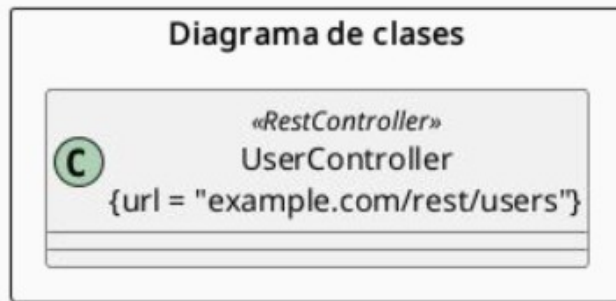 Diagrama de clases
«RestController»
C
UserController
{url = "example.com/rest/users"}